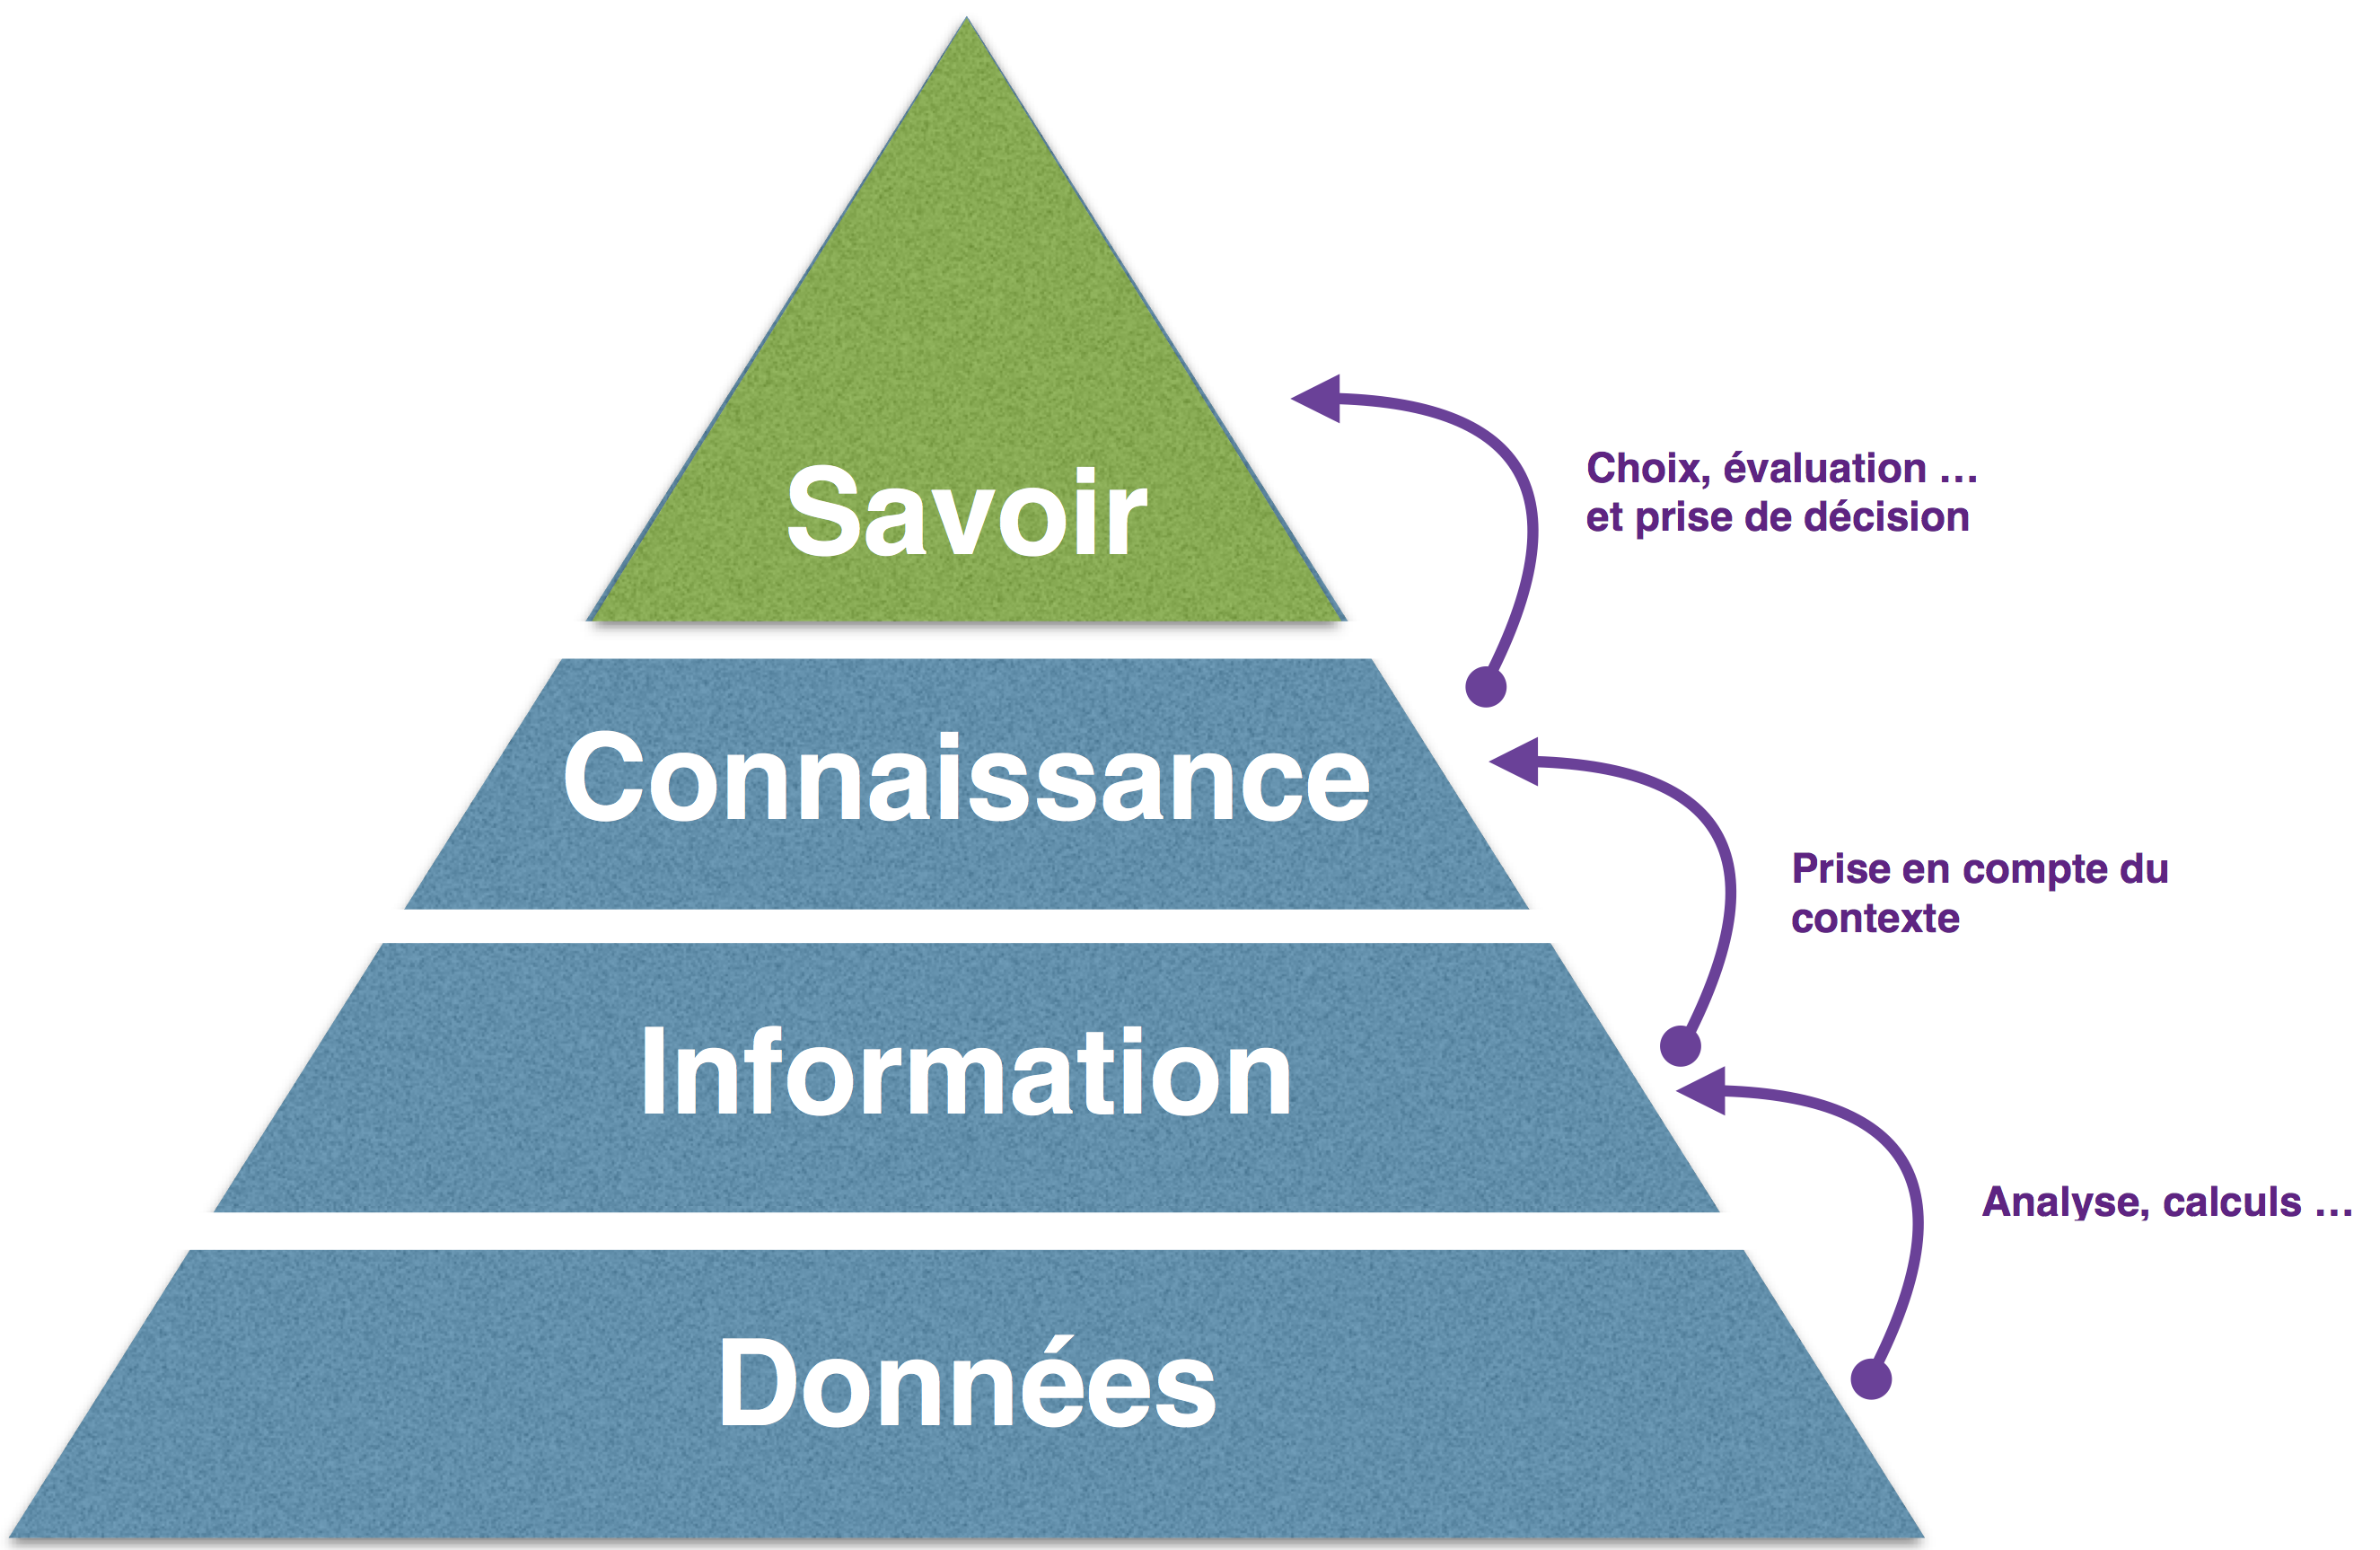 Savoir
Choix, évaluation …
et prise de décision
Connaissance
Prise en compte du
contexte
Information
Analyse, calculs …
Données